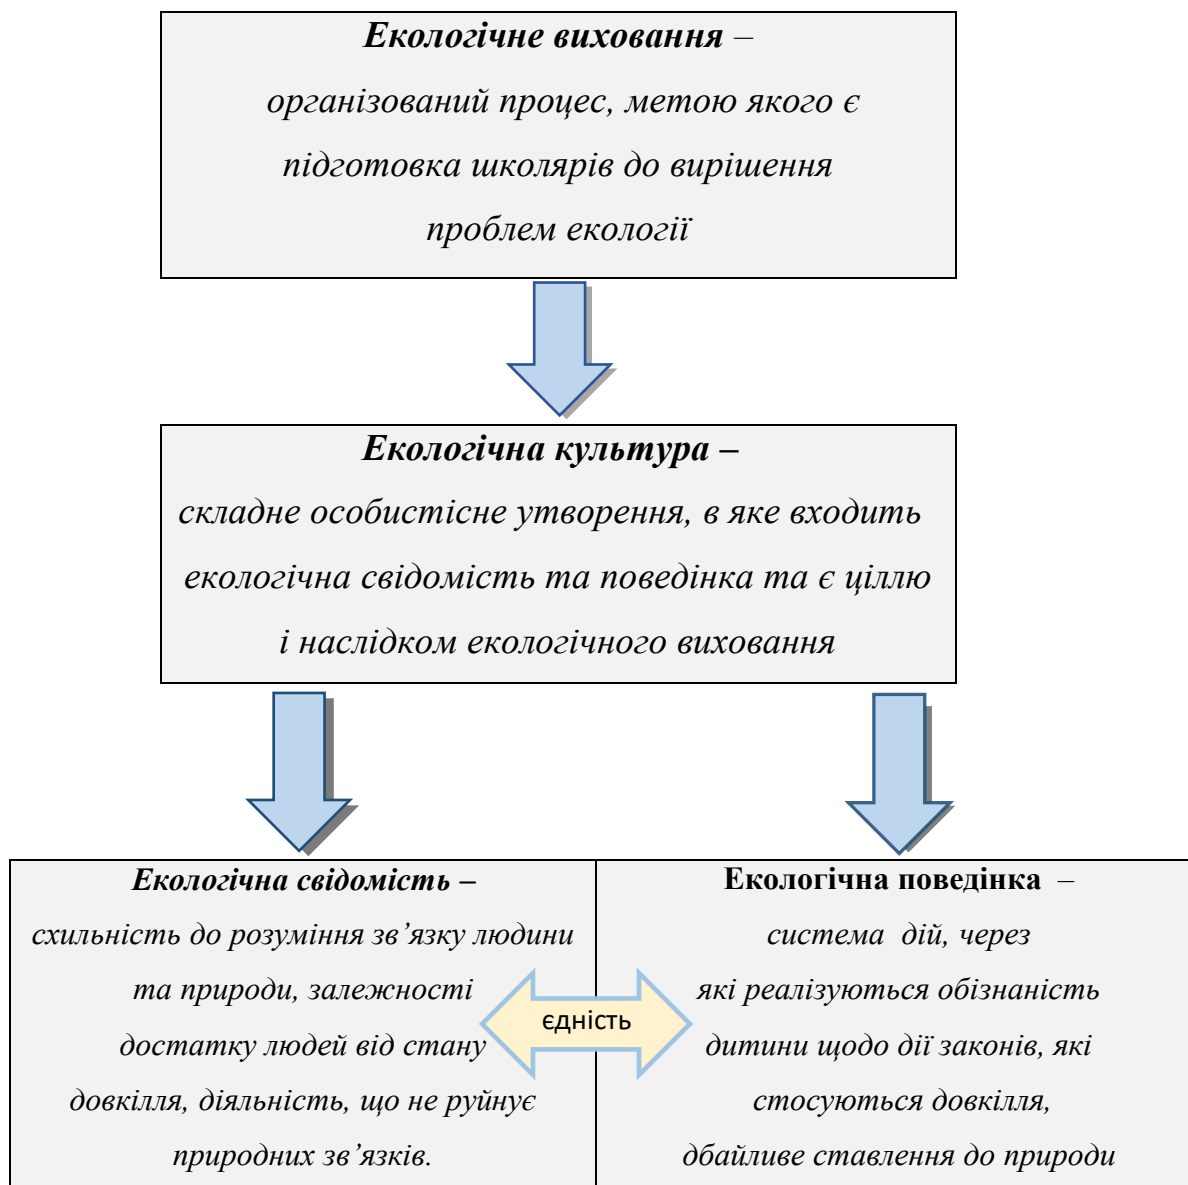 Екологічне виховання –
організований процес, метою якого є
підготовка школярів до вирішення
проблем екології
Екологічна культура –
складне особистісне утворення, в яке входить
екологічна свідомість та поведінка та є ціллю
і наслідком екологічного виховання
Екологічна свідомість –
схильність до розуміння зв’язку людини
та природи, залежності
достатку людей від стану
довкілля, діяльність, що не руйнує
природних зв’язків.
єдність
Екологічна поведінка –
система дій, через
які реалізуються обізнаність
дитини щодо дії законів, які
стосуються довкілля,
дбайливе ставлення до природи